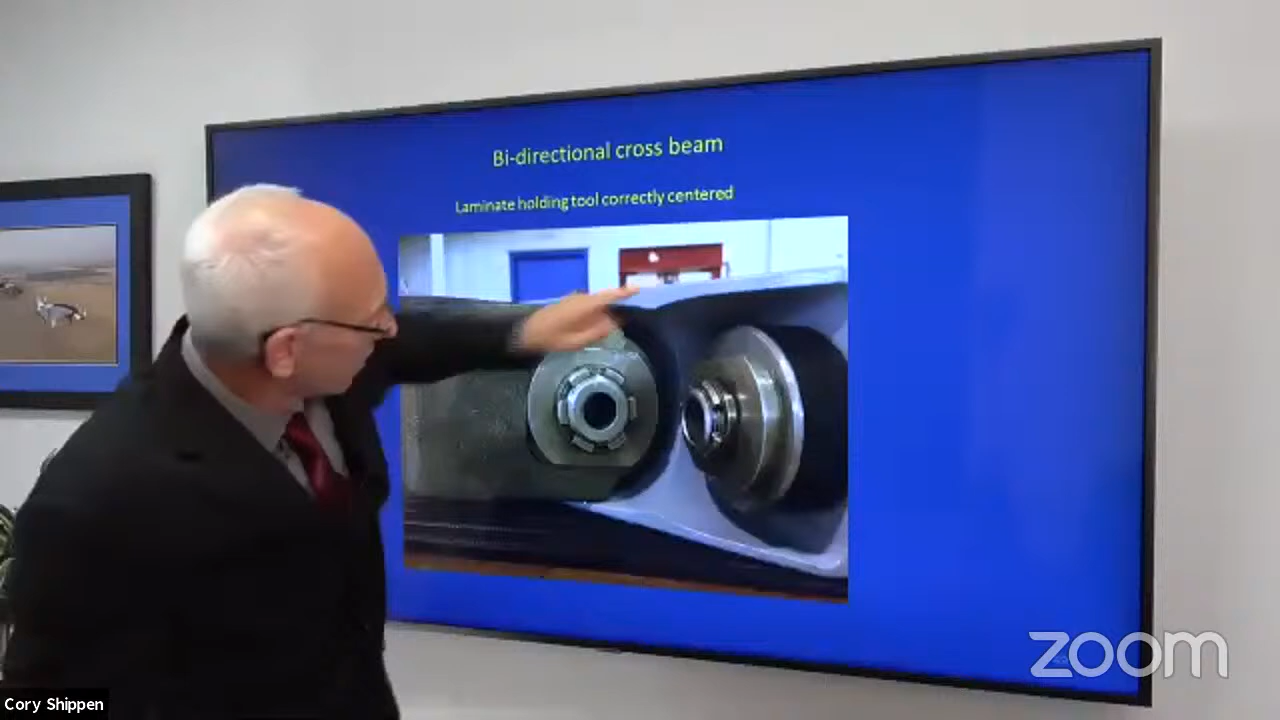 Bi-directional cross beam
Laminate holding tool correctly centered
zoom
Cory Shippen